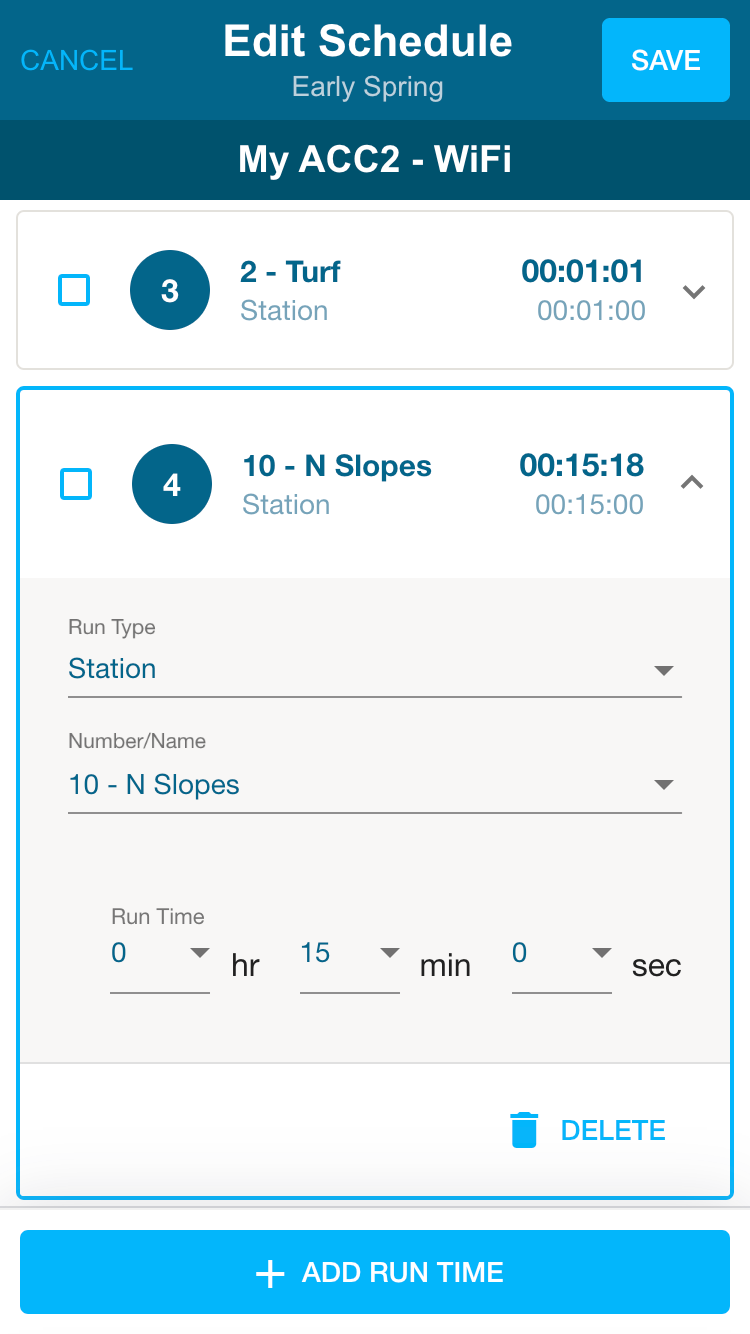 CANCEL
Edit Schedule
Early Spring
SAVE
My ACC2 - WiFi
3
2 - Turf
Station
00:01:01
00:01:00
4
10 - N Slopes
Station
00:15:18
00:15:00
Run Type
Station
Number/Name
10 - N Slopes
Run Time
0 hr 15 min 0 sec
DELETE
+ ADD RUN TIME